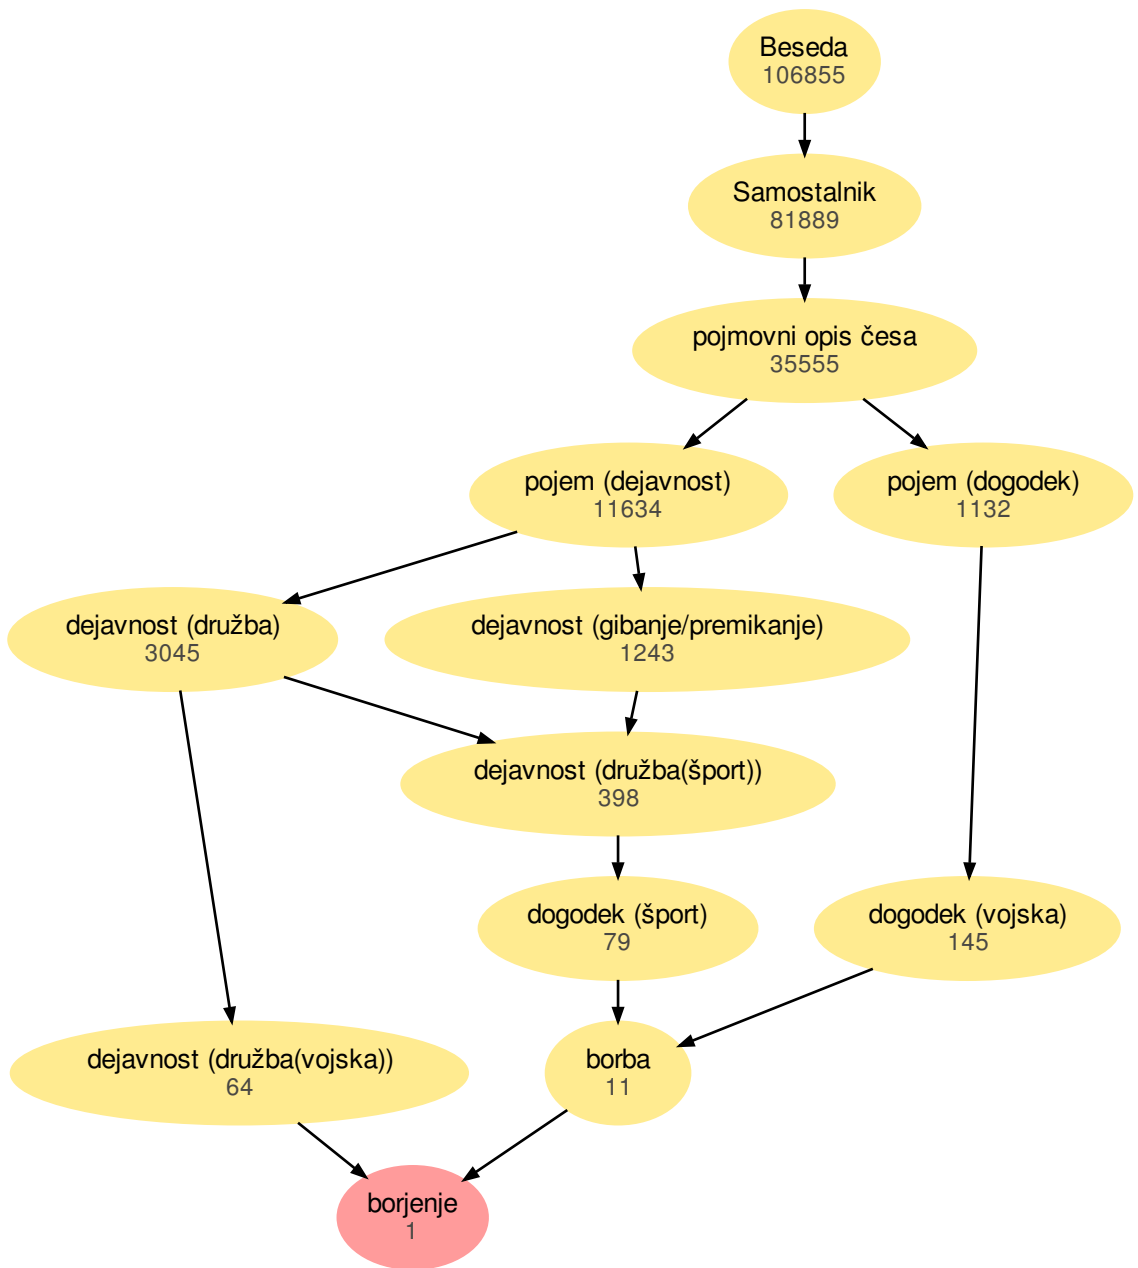 Beseda
106855
Samostalnik
81889
pojmovni opis česa
35555
pojem (dejavnost)
11634
pojem (dogodek)
1132
dejavnost (družba)
3045
dejavnost (gibanje/premikanje)
1243
dejavnost (družba(šport))
398
dogodek (šport)
79
dogodek (vojska)
145
dejavnost (družba(vojska))
64
borba
11
borjenje
1